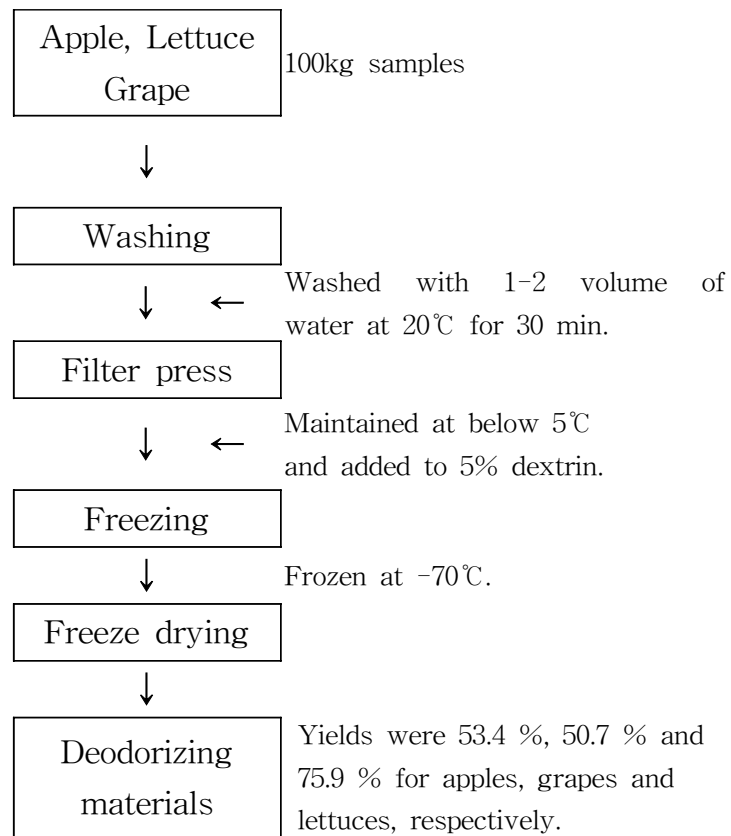 Apple, Lettuce
Grape
100kg samples
↓
Washing
↓ ←
Washed with 1-2 volume of
water at 20℃ for 30 min.
Filter press
↓ ←
Maintained at below 5℃
and added to 5% dextrin.
Freezing
↓
Frozen at -70℃.
Freeze drying
↓
Deodorizing
materials
Yields were 53.4 %, 50.7 % and
75.9 % for apples, grapes and
lettuces, respectively.